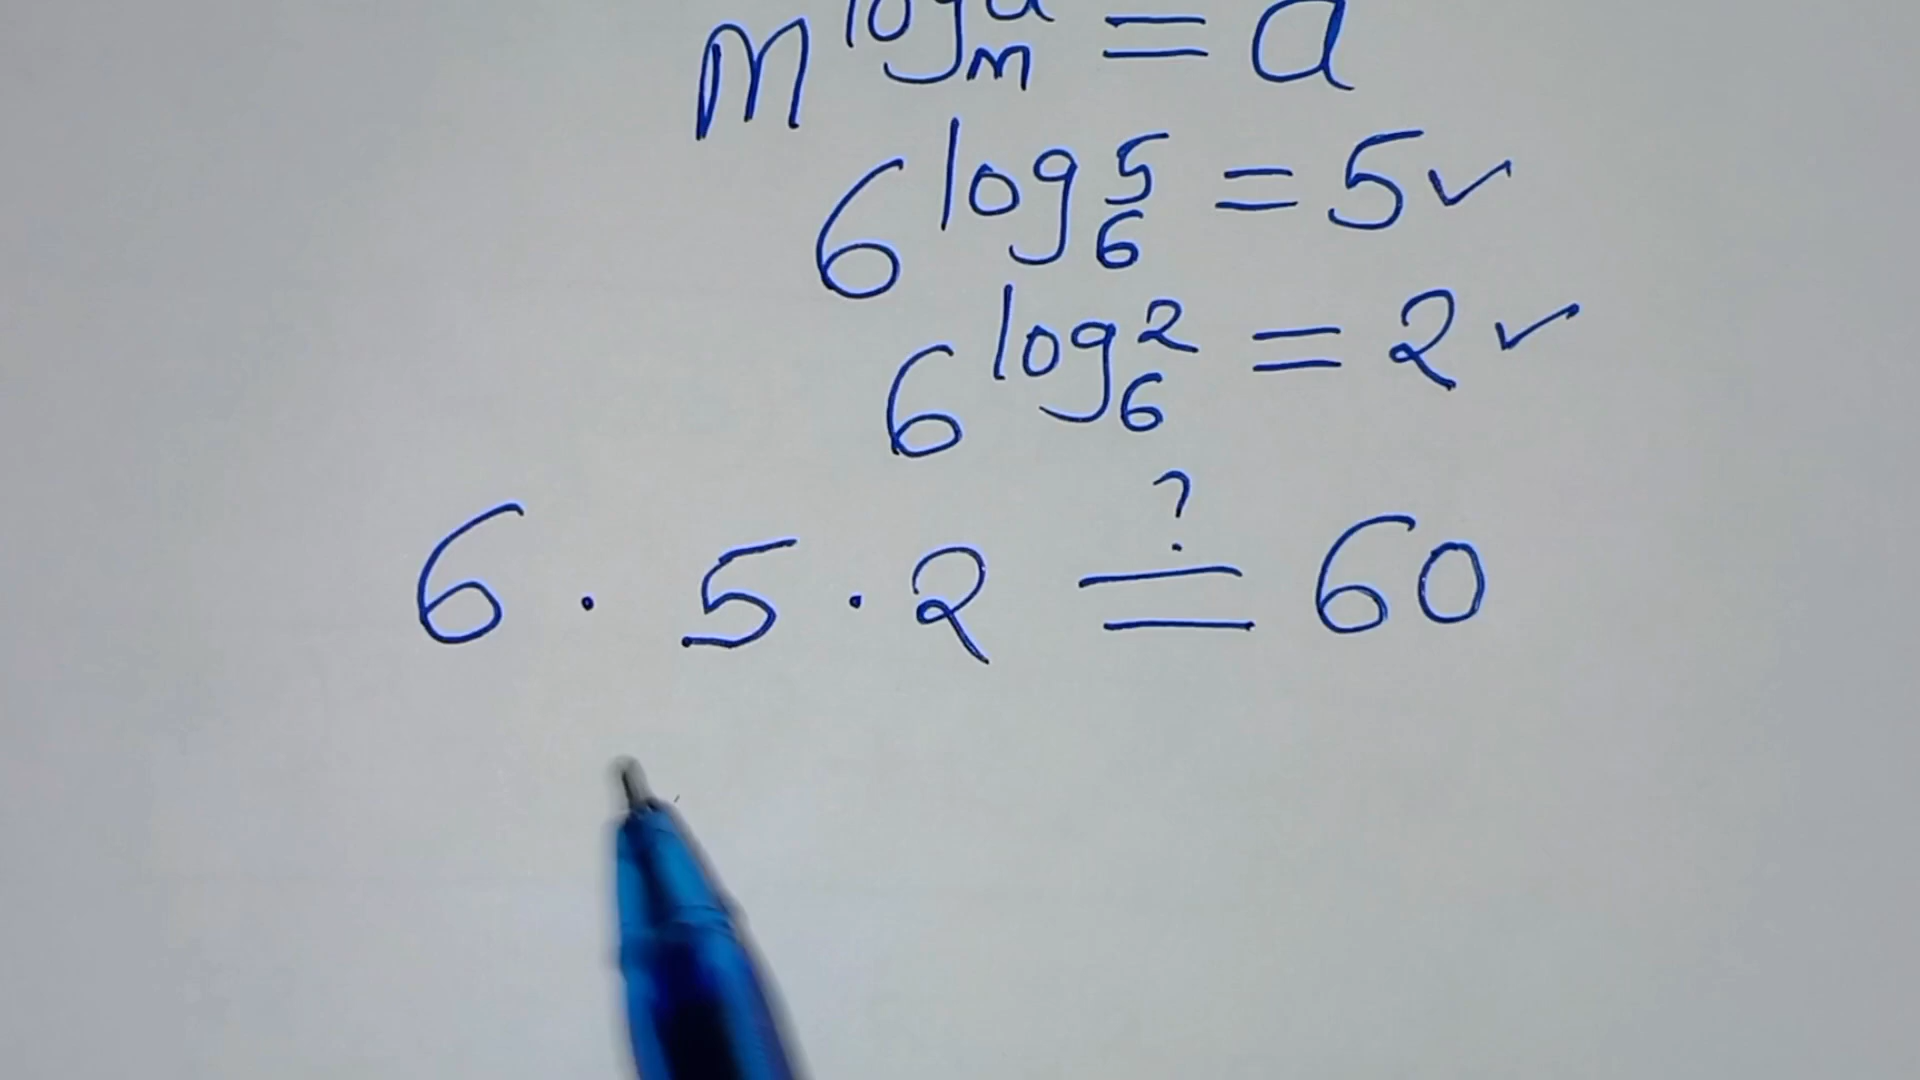 m^log_m^a = a
6^log_6^5 = 5 ✓
6^log_6^2 = 2 ✓
6 · 5 · 2 =^? 60